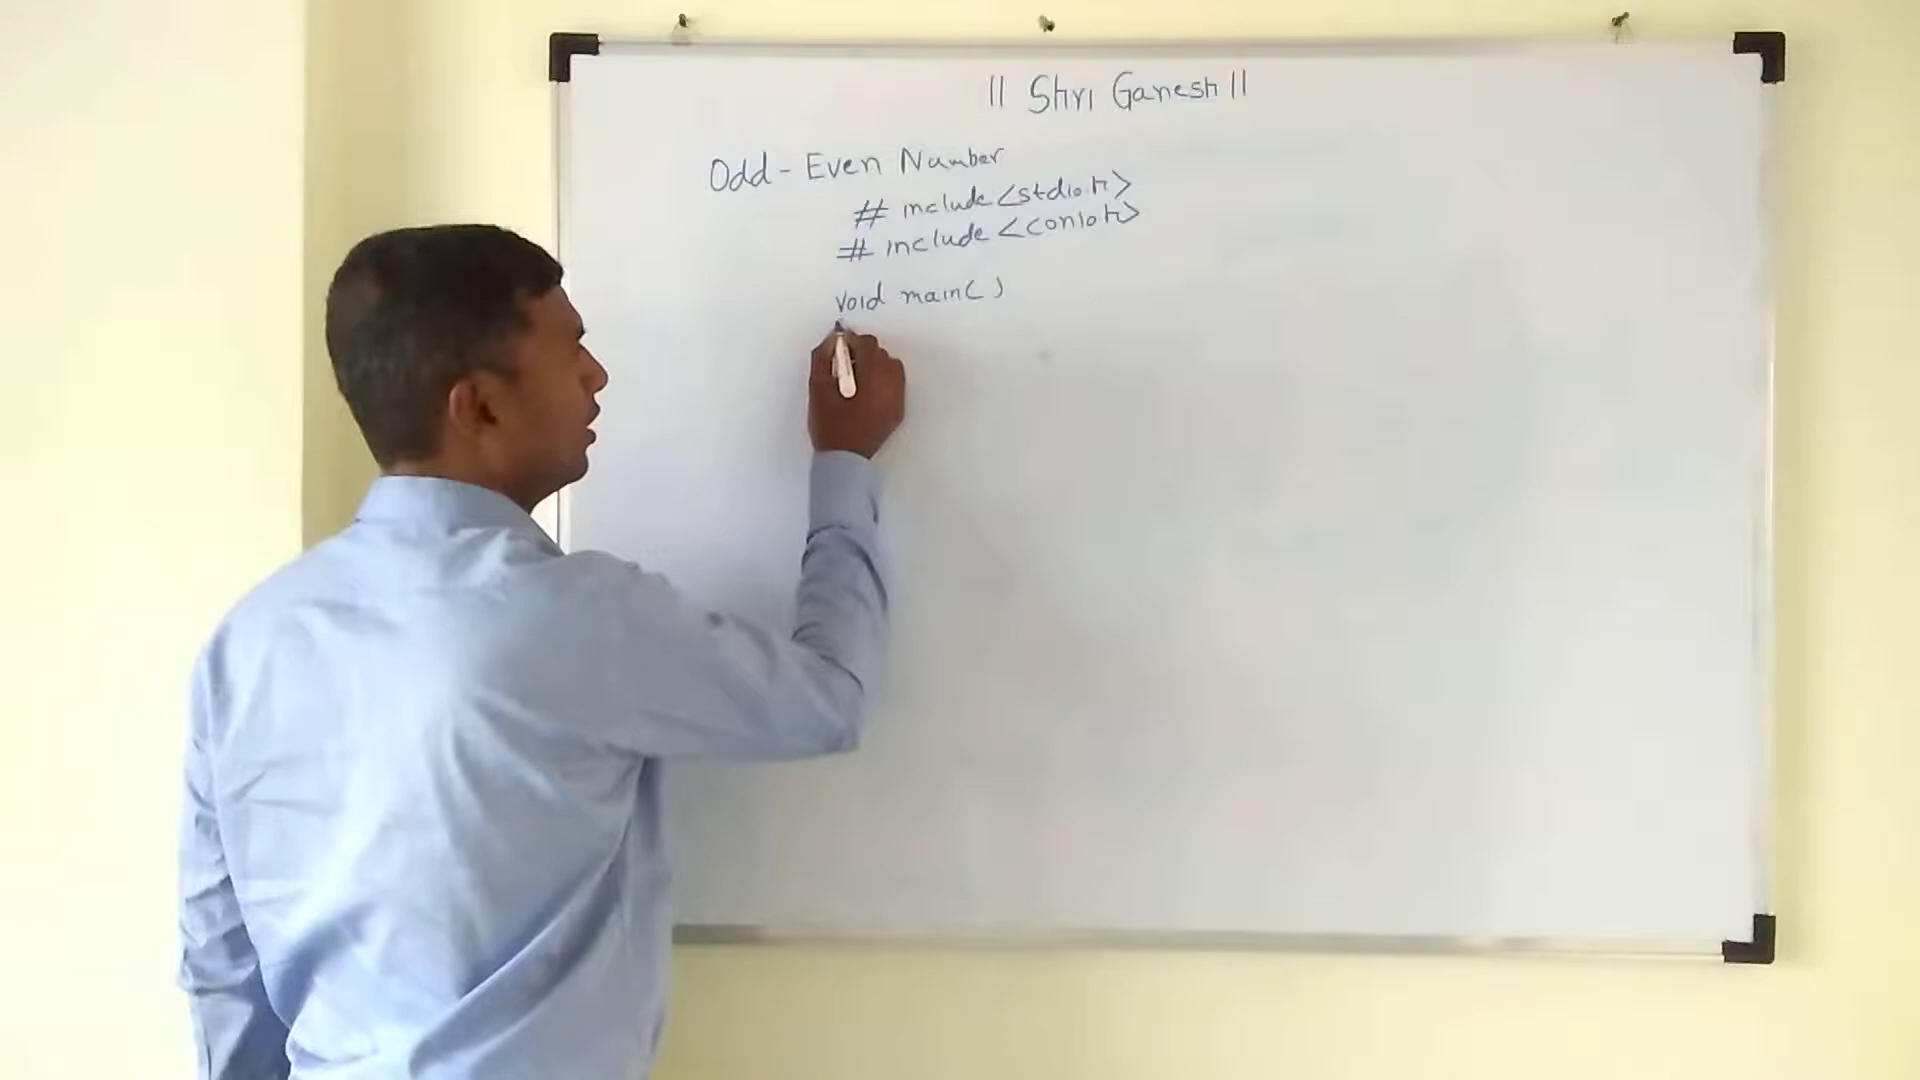 || Shri Ganesh ||
Odd - Even Number
# include <stdio.h>
# include <conio.h>
void main( )